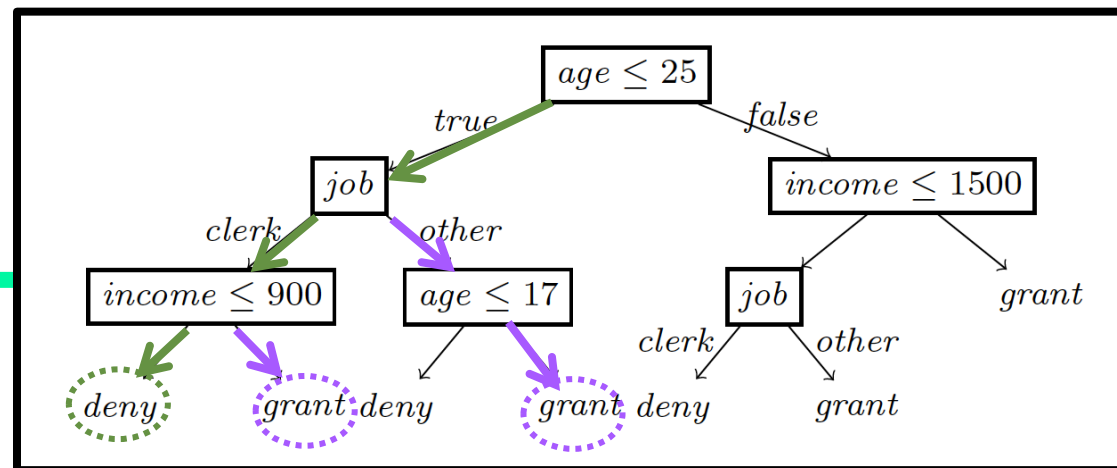 age ≤ 25
true false
job income ≤ 1500
clerk other
income ≤ 900 age ≤ 17 job grant
clerk other
deny grant deny grant deny grant